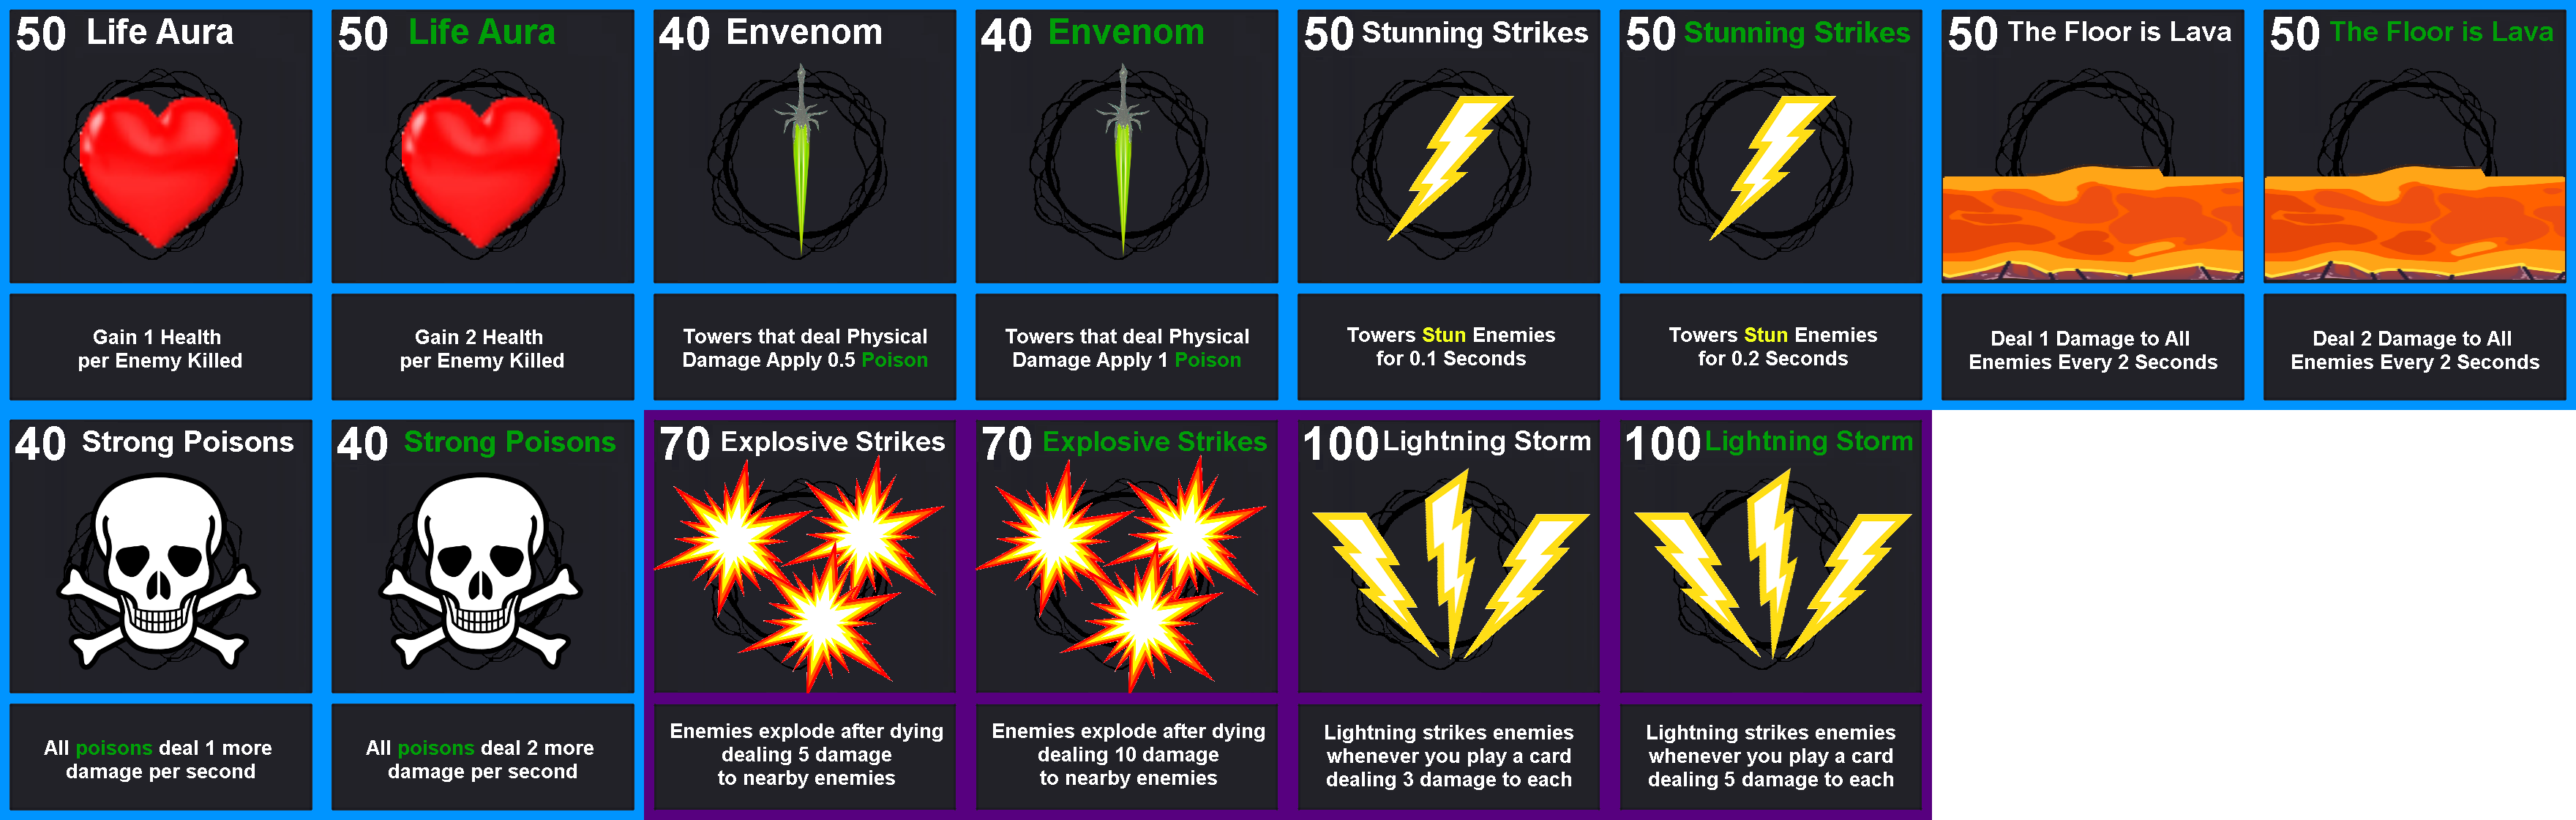 50 Life Aura
Gain 1 Health
per Enemy Killed
50 Life Aura
Gain 2 Health
per Enemy Killed
40 Envenom
Towers that deal Physical
Damage Apply 0.5 Poison
40 Envenom
Towers that deal Physical
Damage Apply 1 Poison
50 Stunning Strikes
Towers Stun Enemies
for 0.1 Seconds
50 Stunning Strikes
Towers Stun Enemies
for 0.2 Seconds
50 The Floor is Lava
Deal 1 Damage to All
Enemies Every 2 Seconds
50 The Floor is Lava
Deal 2 Damage to All
Enemies Every 2 Seconds
40 Strong Poisons
All poisons deal 1 more
damage per second
40 Strong Poisons
All poisons deal 2 more
damage per second
70 Explosive Strikes
Enemies explode after dying
dealing 5 damage
to nearby enemies
70 Explosive Strikes
Enemies explode after dying
dealing 10 damage
to nearby enemies
100 Lightning Storm
Lightning strikes enemies
whenever you play a card
dealing 3 damage to each
100 Lightning Storm
Lightning strikes enemies
whenever you play a card
dealing 5 damage to each